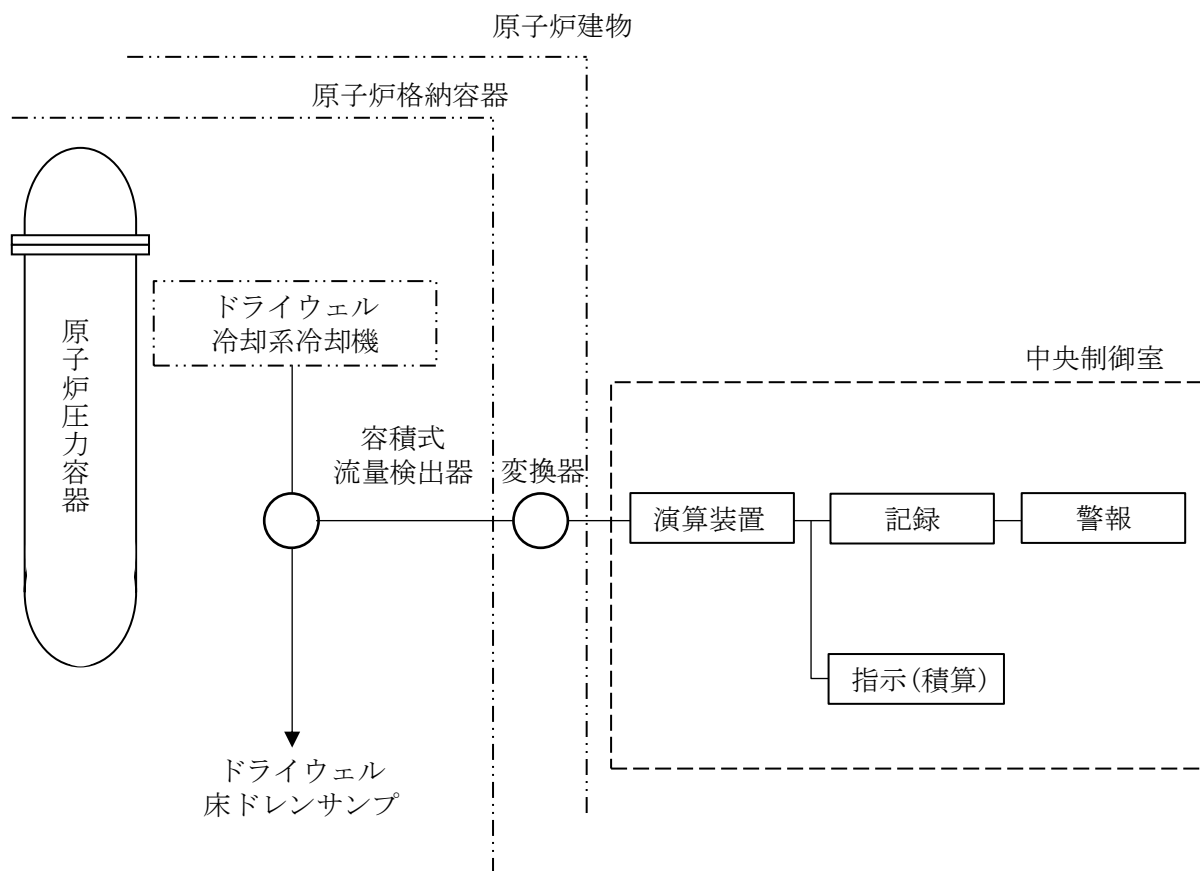 原子炉建物
原子炉格納容器
原子炉圧力容器
ドライウェル
冷却系冷却機
中央制御室
容積式
流量検出器
変換器
演算装置
記録
警報
指示(積算)
ドライウェル
床ドレンサンプ